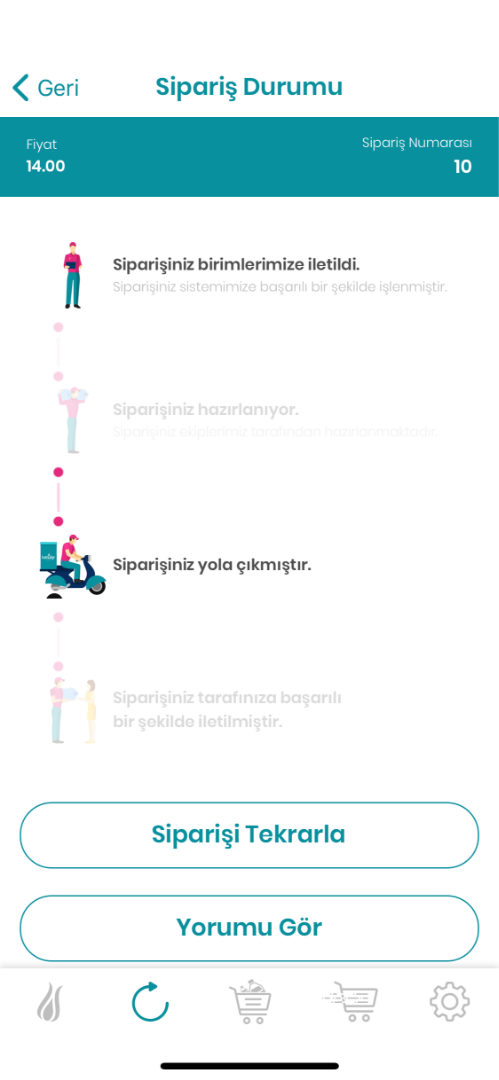 Geri
Sipariş Durumu
Fiyat
Sipariş Numarası
14.00
10
Siparişiniz birimlerimize iletildi.
Siparişiniz sistemimize başarılı bir şekilde işlenmiştir.
Siparişiniz hazırlanıyor.
Siparişiniz ekiplerimiz tarafından hazırlanmaktadır.
Siparişiniz yola çıkmıştır.
Siparişiniz tarafınıza başarılı
bir şekilde iletilmiştir.
Siparişi Tekrarla
Yorumu Gör